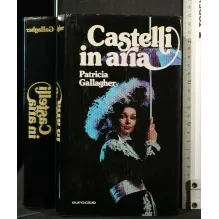 Castelli
in aria
Patricia
Gallagher
euroclub
Gallagher
Castelli
in aria